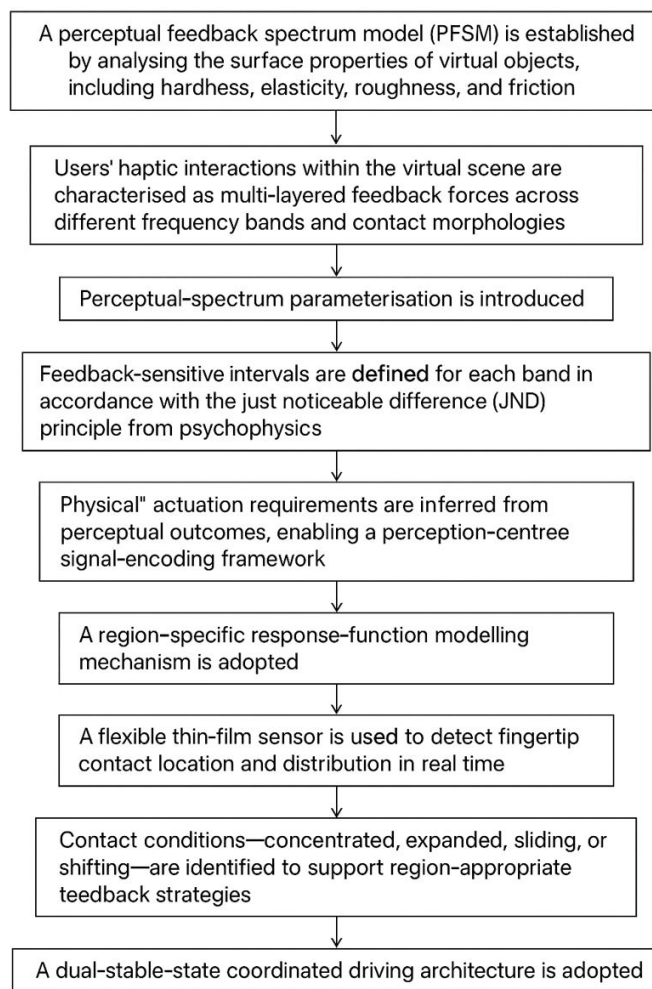 A perceptual feedback spectrum model (PFSM) is established
by analysing the surface properties of virtual objects,
including hardness, elasticity, roughness, and friction
Users' haptic interactions within the virtual scene are
characterised as multi-layered feedback forces across
different frequency bands and contact morphologies
Perceptual-spectrum parameterisation is introduced
Feedback-sensitive intervals are defined for each band in
accordance with the just noticeable difference (JND)
principle from psychophysics
Physical" actuation requirements are inferred from
perceptual outcomes, enabling a perception-centree
signal-encoding framework
A region-specific response-function modelling
mechanism is adopted
A flexible thin-film sensor is used to detect fingertip
contact location and distribution in real time
Contact conditions—concentrated, expanded, sliding, or
shifting—are identified to support region-appropriate
teedback strategies
A dual-stable-state coordinated driving architecture is adopted